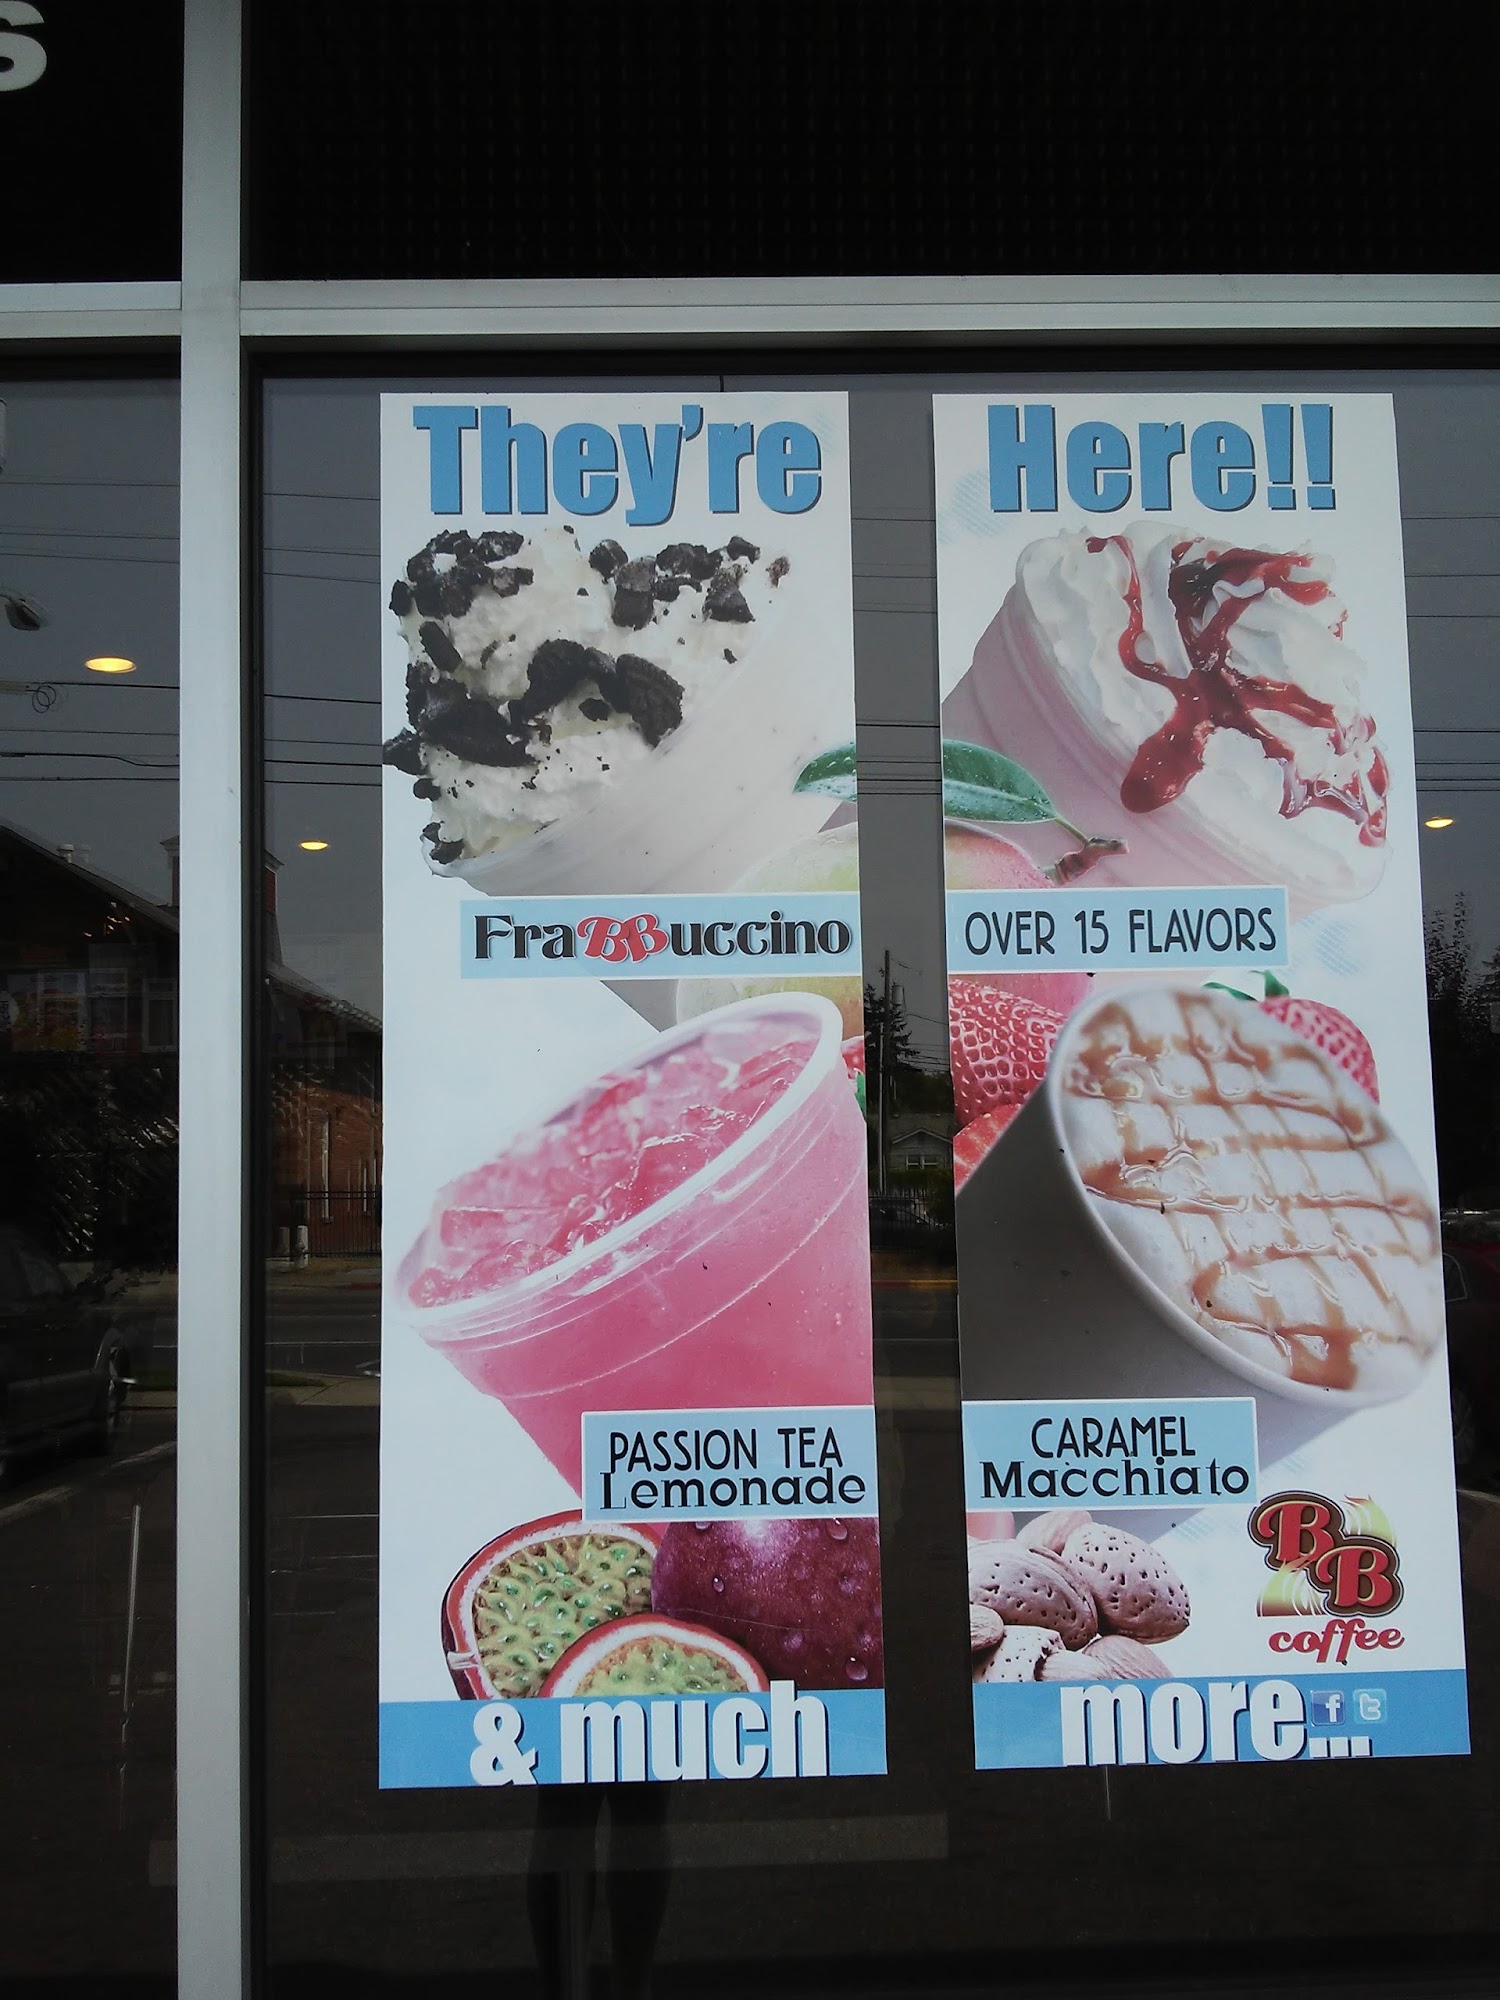 s
They're Here!!
FraBBuccino OVER 15 FLAVORS
PASSION TEA
Lemonade
CARAMEL
Macchiato
BB
coffee
& much more...
f t